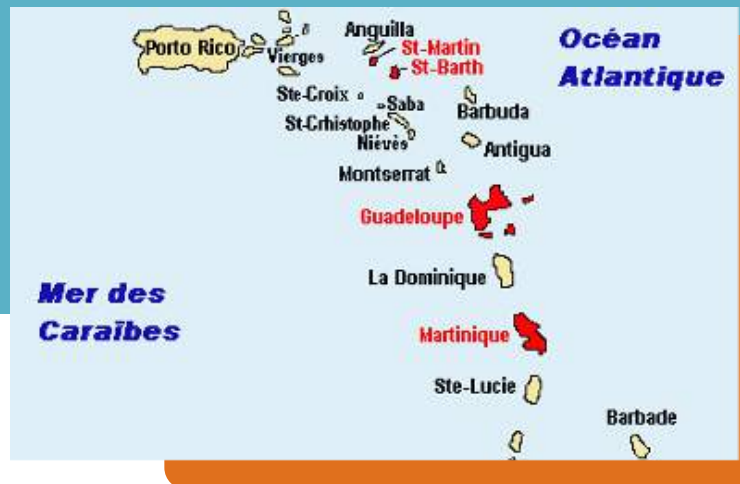 Anguilla
Océan
Atlantique
Porto Rico
Vierges
St-Martin
St-Barth
Ste-Croix
Saba
Barbuda
St-Crhistophe
Niévès
Antigua
Montserrat
Guadeloupe
La Dominique
Mer des
Caraïbes
Martinique
Ste-Lucie
Barbade